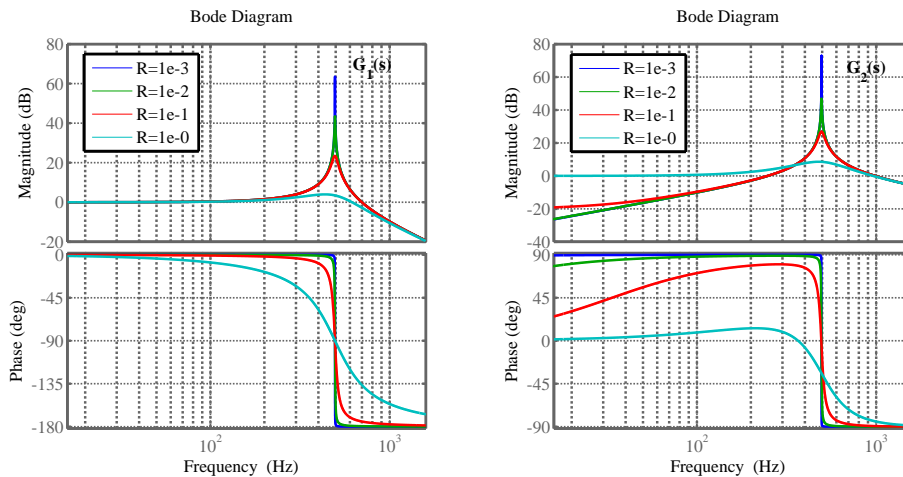 Bode Diagram
80
60
40
20
0
-20
Magnitude (dB)
R=1e-3
R=1e-2
R=1e-1
R=1e-0
G_1(s)
0
-45
-90
-135
-180
Phase (deg)
10^2
10^3
Frequency (Hz)
Bode Diagram
80
60
40
20
0
-20
-40
Magnitude (dB)
R=1e-3
R=1e-2
R=1e-1
R=1e-0
G_2(s)
90
45
0
-45
-90
Phase (deg)
10^2
10^3
Frequency (Hz)